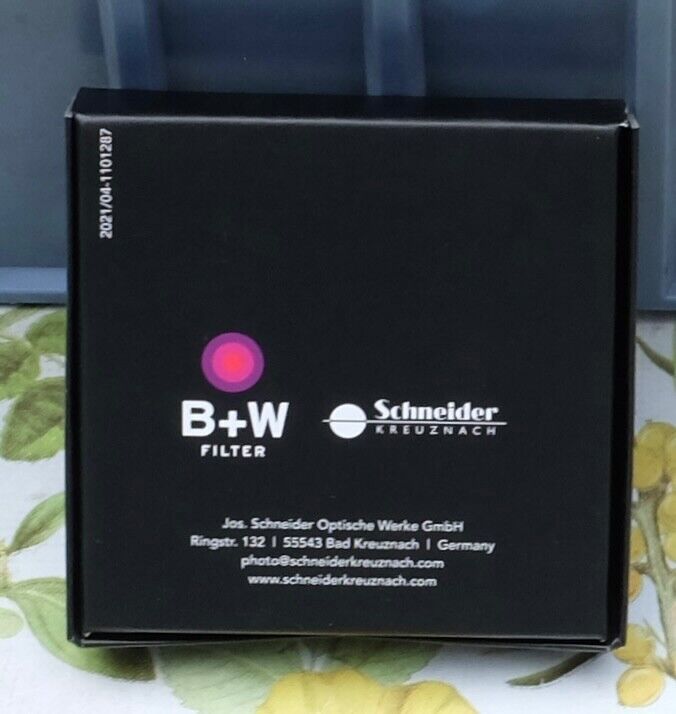 2021/04-1101287
B+W
FILTER
Schneider
KREUZNACH
Jos. Schneider Optische Werke GmbH
Ringstr. 132 | 55543 Bad Kreuznach | Germany
photo@schneiderkreuznach.com
www.schneiderkreuznach.com